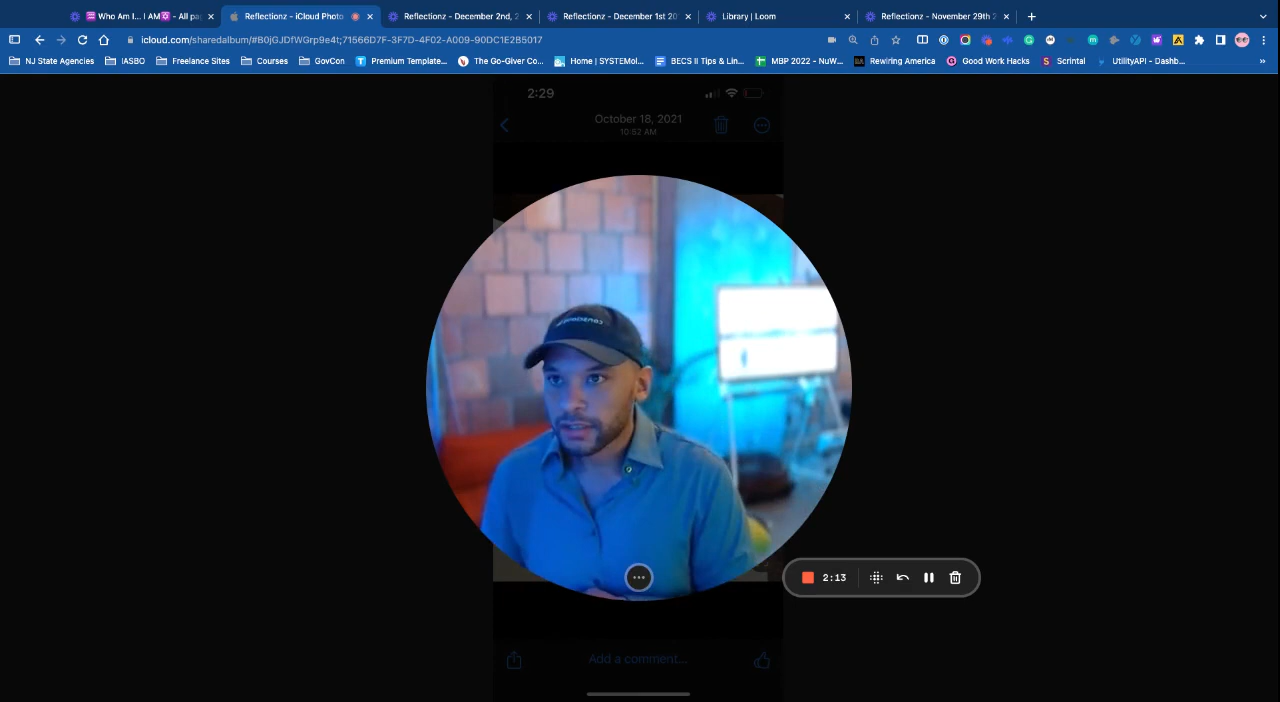 Who Am I... I AM - All pa
Reflectionz - iCloud Photo
Reflectionz - December 2nd, 2
Reflectionz - December 1st 20
Library | Loom
Reflectionz - November 29th 2
icloud.com/sharedalbum/#B0jGJDfWGrp9e4t;71566D7F-3F7D-4F02-A009-90DC1E2B5017
NJ State Agencies
IASBO
Freelance Sites
Courses
GovCon
Premium Template...
The Go-Giver Co...
Home | SYSTEMol...
BECS II Tips & Lin...
MBP 2022 - NuW...
Rewiring America
Good Work Hacks
Scrintal
UtilityAPI - Dashb...
»
2:29
October 18, 2021
10:52 AM
2:13
Add a comment...